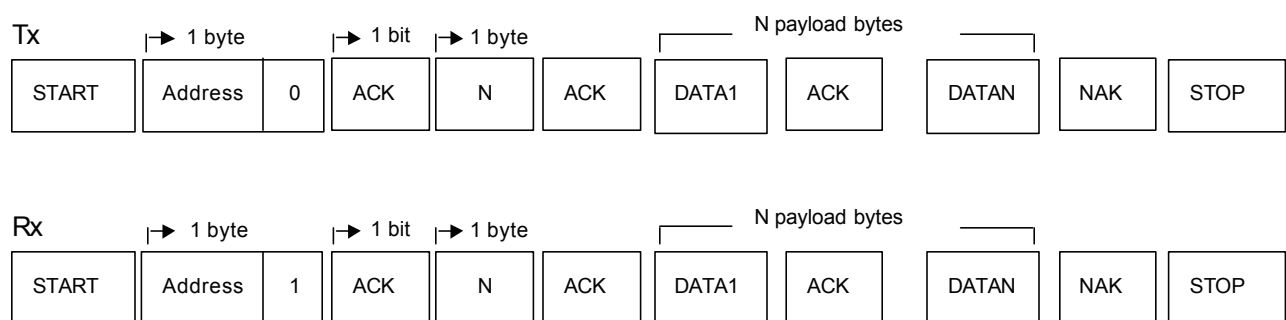 Tx
1 byte 1 bit 1 byte N payload bytes
START Address 0 ACK N ACK DATA1 ACK DATAN NAK STOP
Rx
1 byte 1 bit 1 byte N payload bytes
START Address 1 ACK N ACK DATA1 ACK DATAN NAK STOP